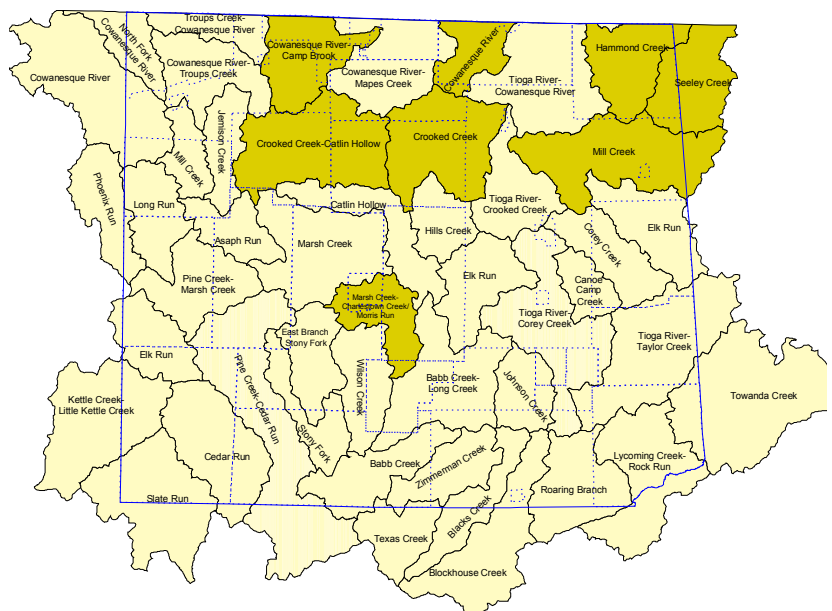 Troups Creek-
Cowanesque River
North Fork
Cowanesque River
Cowanesque River-
Camp Brook
Cowanesque River-
Hammond Creek
Cowanesque River
Cowanesque River-
Troups Creek
Cowanesque River-
Mapes Creek
Tioga River-
Cowanesque River
Seeley Creek
Jemison Creek
Crooked Creek-Catlin Hollow
Crooked Creek
Mill Creek
Mill Creek
Phoenix Run
Long Run
Catlin Hollow
Tioga River-
Crooked Creek
Asaph Run
Marsh Creek
Hills Creek
Corey Creek
Elk Run
Pine Creek-
Marsh Creek
Elk Run
Canoe
Camp
Creek
Marsh Creek-
Charlestown Creek/
Morris Run
Tioga River-
Corey Creek
East Branch
Stony Fork
Tioga River-
Taylor Creek
Elk Run
Pine Creek-Cedar Run
Wilson Creek
Babb Creek-
Long Creek
Johnson Creek
Towanda Creek
Kettle Creek-
Little Kettle Creek
Stony Fork
Cedar Run
Babb Creek
Zimmerman Creek
Lycoming Creek-
Rock Run
Slate Run
Roaring Branch
Blacks Creek
Texas Creek
Blockhouse Creek